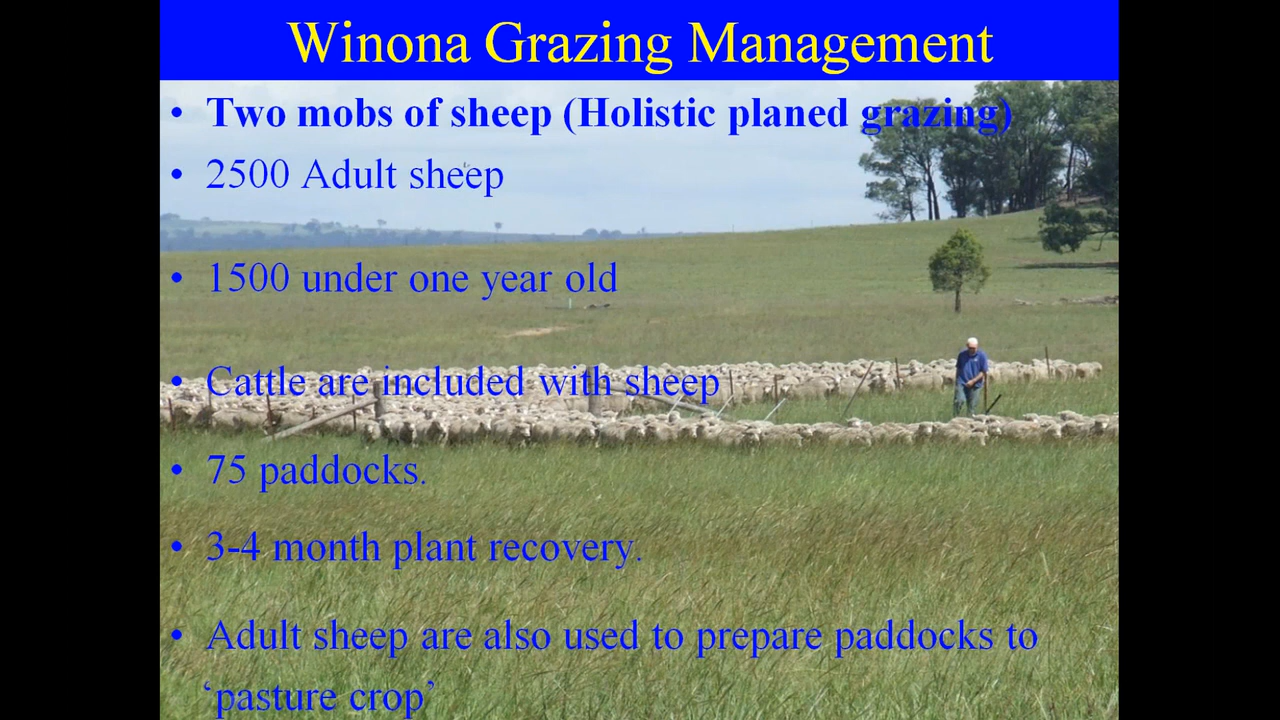 Winona Grazing Management
• Two mobs of sheep (Holistic planed grazing)
• 2500 Adult sheep
• 1500 under one year old
• Cattle are included with sheep
• 75 paddocks.
• 3-4 month plant recovery.
• Adult sheep are also used to prepare paddocks to
‘pasture crop’